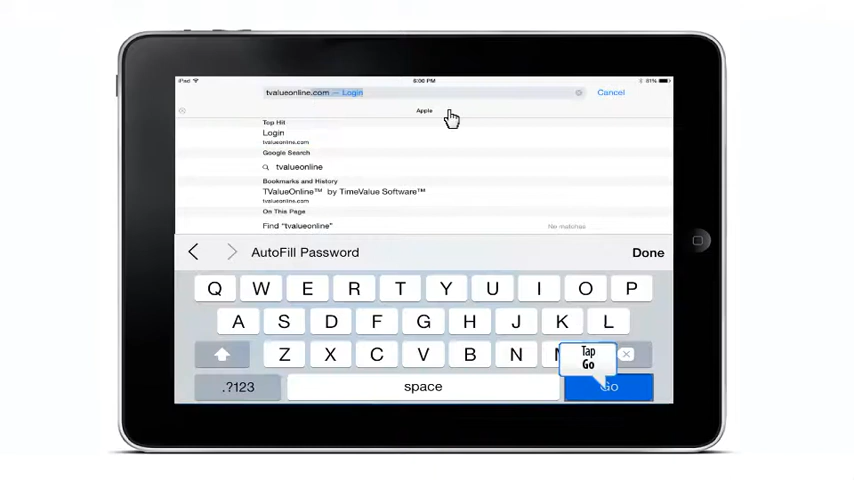 iPad 6:00 PM 81%
tvalueonline.com — Login Cancel
Apple
Top Hit
Login
tvalueonline.com
Google Search
tvalueonline
Bookmarks and History
TValueOnline™ by TimeValue Software™
tvalueonline.com
On This Page
Find "tvalueonline" No matches
AutoFill Password Done
Q W E R T Y U I O P
A S D F G H J K L
Z X C V B N
Tap
Go
.?123 space Go